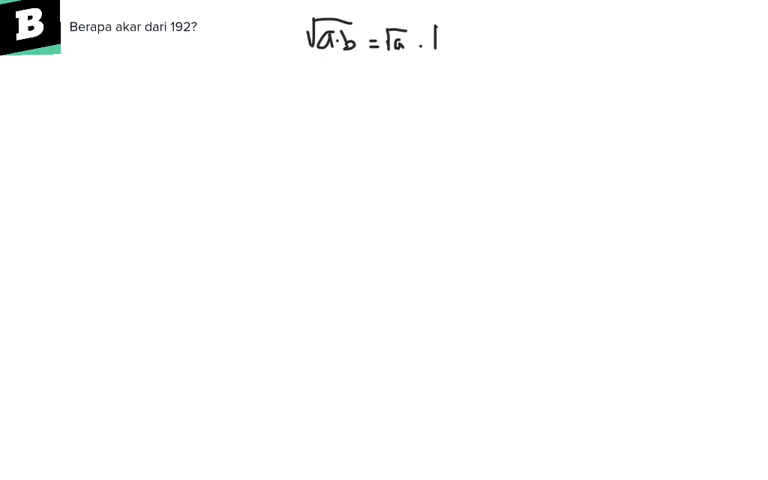 B
Berapa akar dari 192?
√a·b = √a · |